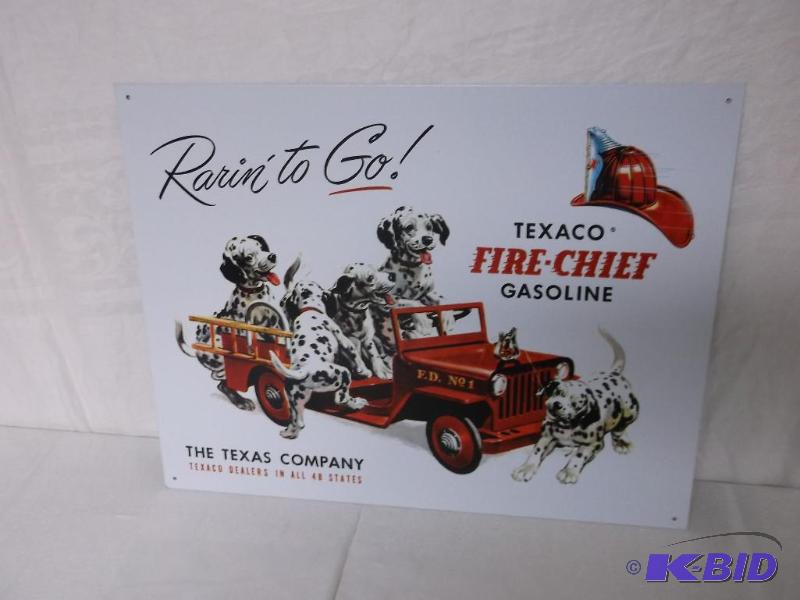 Rarin' to Go!
TEXACO®
FIRE-CHIEF
GASOLINE
F.D. No 1
THE TEXAS COMPANY
TEXACO DEALERS IN ALL 48 STATES
© K-BID